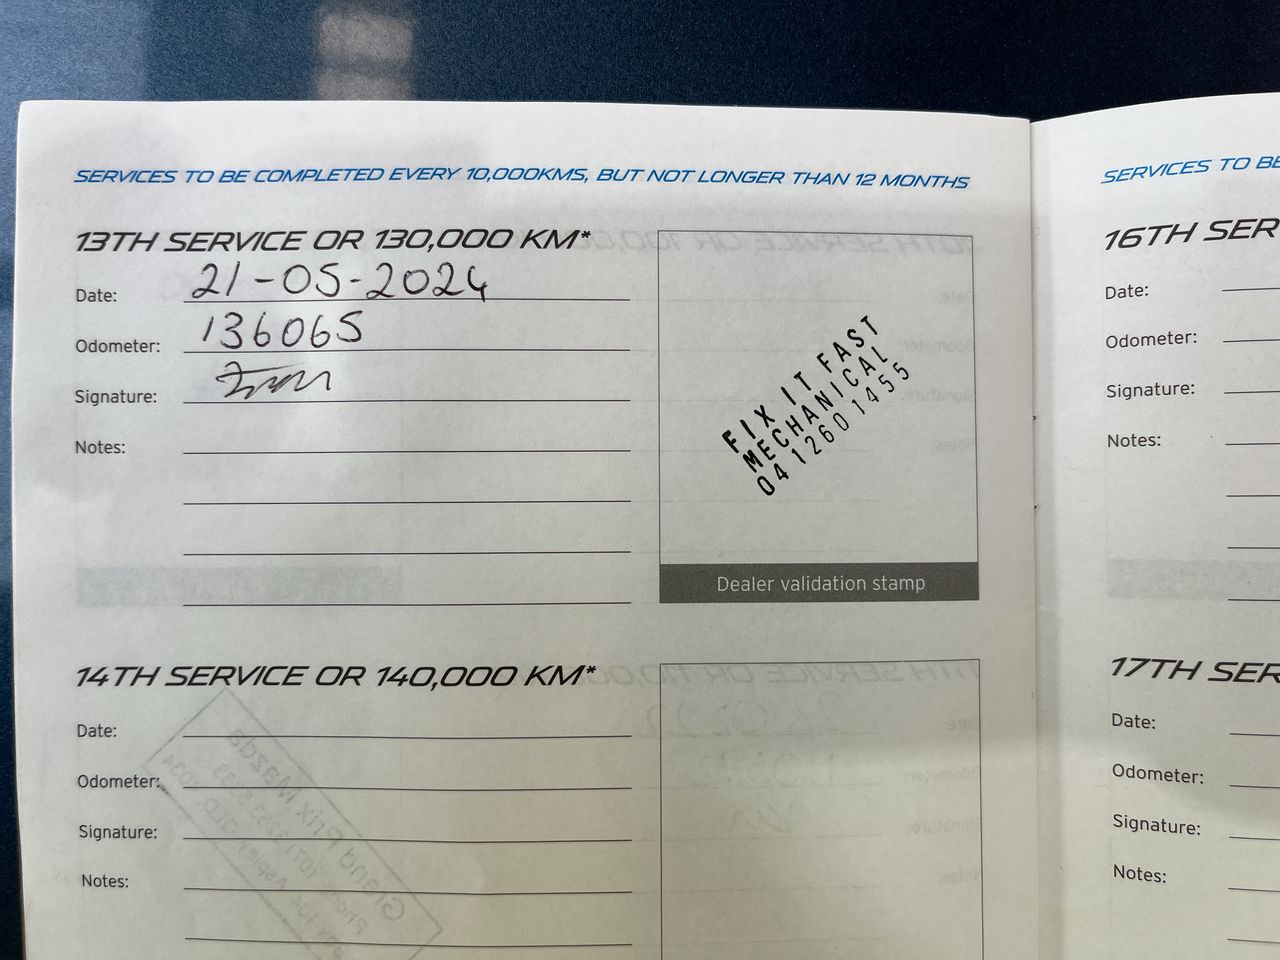 SERVICES TO BE COMPLETED EVERY 10,000KMS, BUT NOT LONGER THAN 12 MONTHS
13TH SERVICE OR 130,000 KM*
Date: 21-05-2024
Odometer: 136065
Signature:
Notes:
FIX IT FAST
MECHANICAL
0412601455
Dealer validation stamp
14TH SERVICE OR 140,000 KM*
Date:
Odometer:
Signature:
Notes:
Grand Prix Mazda
SERVICES TO BE
16TH SER
Date:
Odometer:
Signature:
Notes:
17TH SER
Date:
Odometer:
Signature:
Notes: